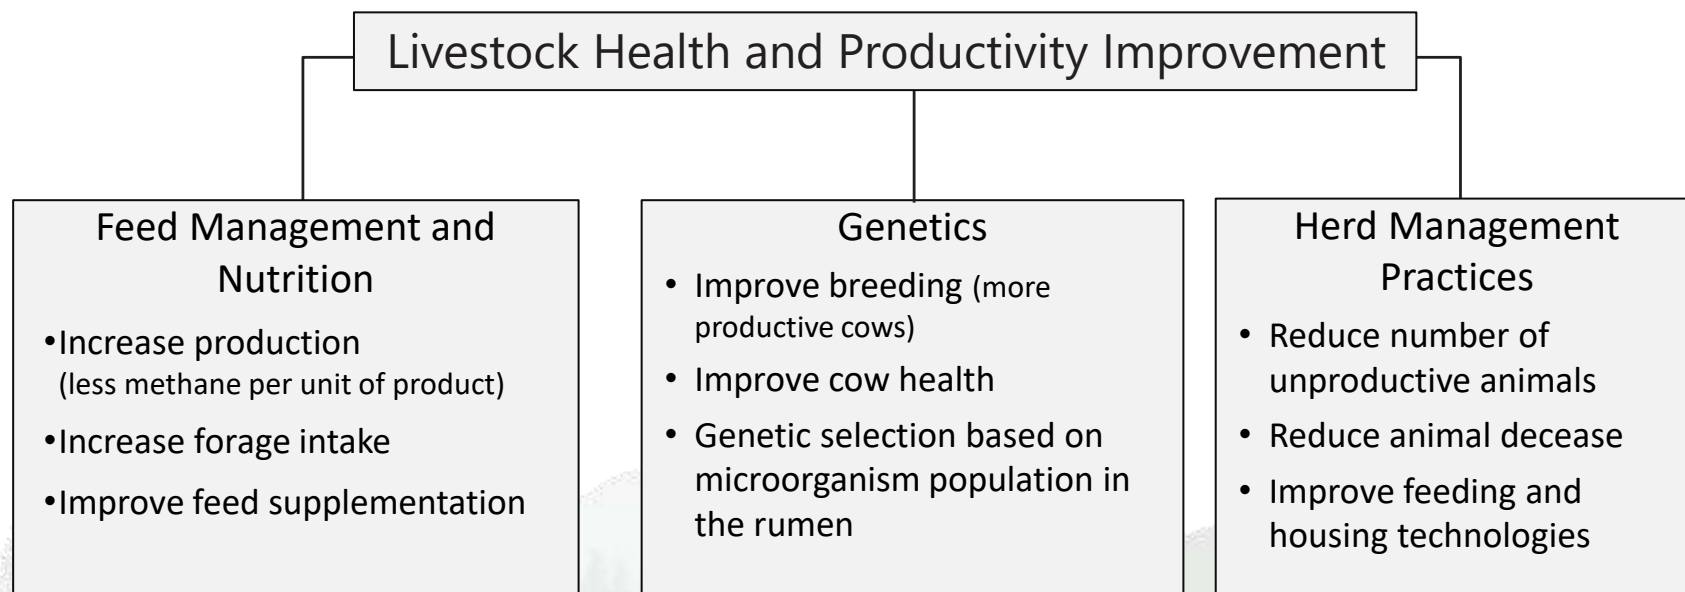 Livestock Health and Productivity Improvement
Feed Management and
Nutrition
•Increase production
(less methane per unit of product)
•Increase forage intake
•Improve feed supplementation
Genetics
• Improve breeding (more
productive cows)
• Improve cow health
• Genetic selection based on
microorganism population in
the rumen
Herd Management
Practices
• Reduce number of
unproductive animals
• Reduce animal decease
• Improve feeding and
housing technologies